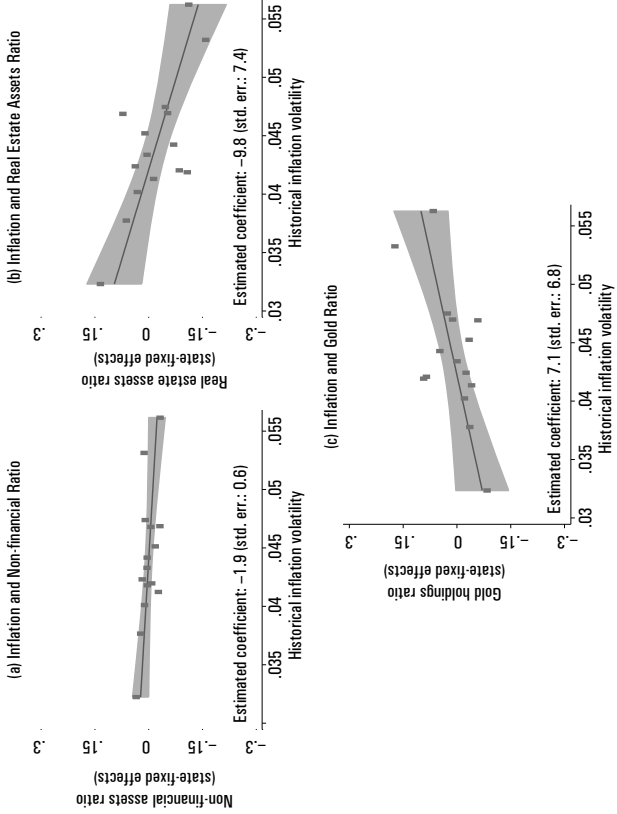 (a) Inflation and Non-financial Ratio
Non-financial assets ratio
(state-fixed effects)
.3
.15
0
−.15
−.3
Estimated coefficient: −1.9 (std. err.: 0.6)
.035
.04
.045
.05
.055
Historical inflation volatility
(b) Inflation and Real Estate Assets Ratio
Real estate assets ratio
(state-fixed effects)
.3
.15
0
−.15
−.3
Estimated coefficient: −9.8 (std. err.: 7.4)
.03
.035
.04
.045
.05
.055
Historical inflation volatility
(c) Inflation and Gold Ratio
Gold holdings ratio
(state-fixed effects)
.3
.15
0
−.15
−.3
Estimated coefficient: 7.1 (std. err.: 6.8)
.03
.035
.04
.045
.05
.055
Historical inflation volatility